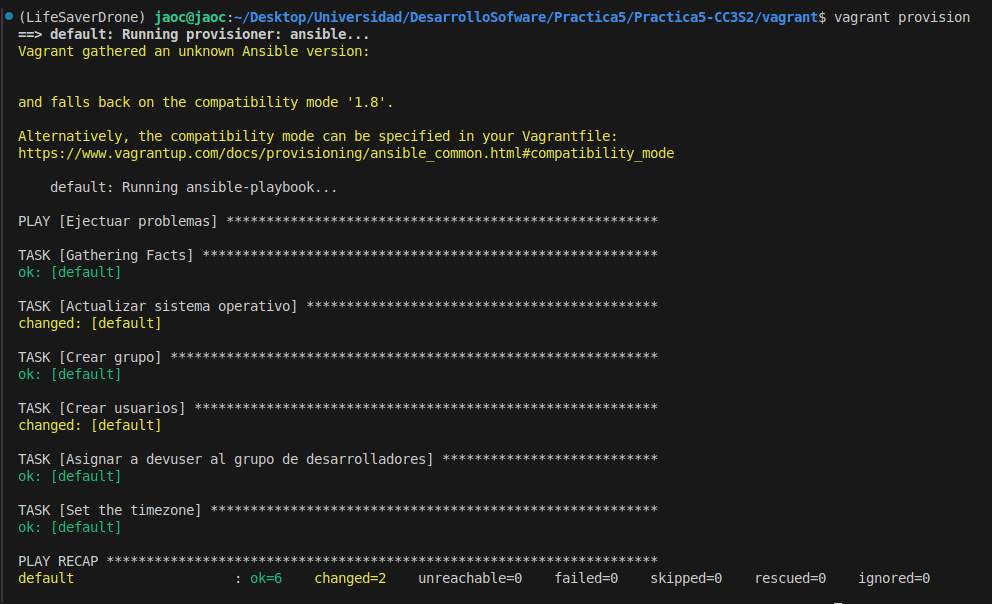 (LifeSaverDrone) jaoc@jaoc:~/Desktop/Universidad/DesarrolloSofware/Practica5/Practica5-CC3S2/vagrant$ vagrant provision
==> default: Running provisioner: ansible...
Vagrant gathered an unknown Ansible version:
and falls back on the compatibility mode '1.8'.
Alternatively, the compatibility mode can be specified in your Vagrantfile:
https://www.vagrantup.com/docs/provisioning/ansible_common.html#compatibility_mode
    default: Running ansible-playbook...
PLAY [Ejectuar problemas] ******************************************************
TASK [Gathering Facts] *********************************************************
ok: [default]
TASK [Actualizar sistema operativo] ********************************************
changed: [default]
TASK [Crear grupo] *************************************************************
ok: [default]
TASK [Crear usuarios] **********************************************************
changed: [default]
TASK [Asignar a devuser al grupo de desarrolladores] ***************************
ok: [default]
TASK [Set the timezone] ********************************************************
ok: [default]
PLAY RECAP *********************************************************************
default                    : ok=6    changed=2    unreachable=0    failed=0    skipped=0    rescued=0    ignored=0